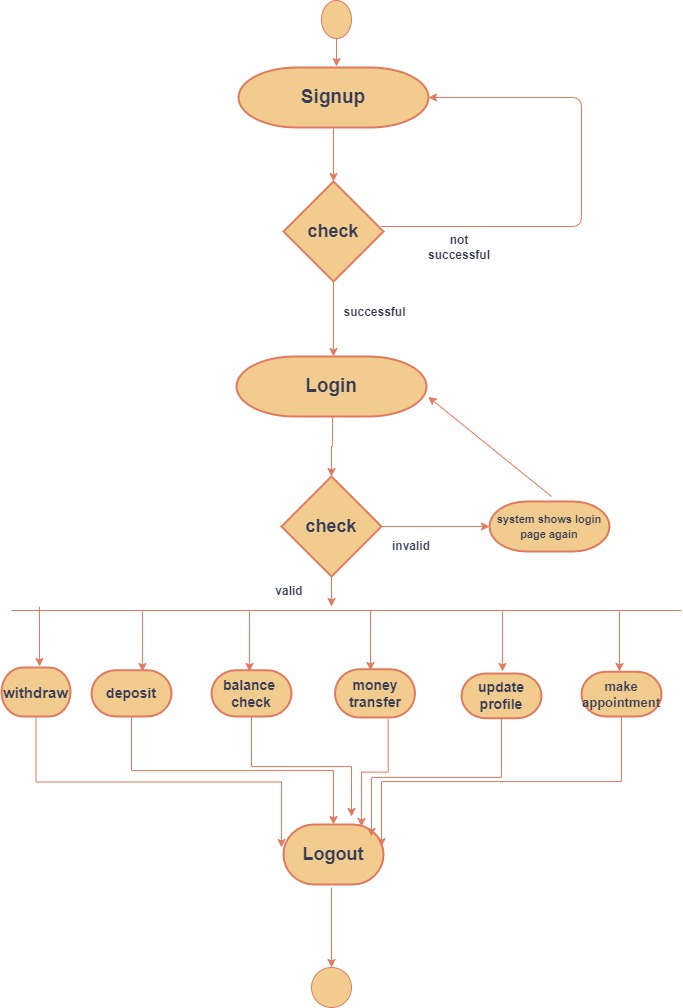 Signup
check
not
successful
successful
Login
check
system shows login
page again
invalid
valid
withdraw
deposit
balance
check
money
transfer
update
profile
make
appointment
Logout